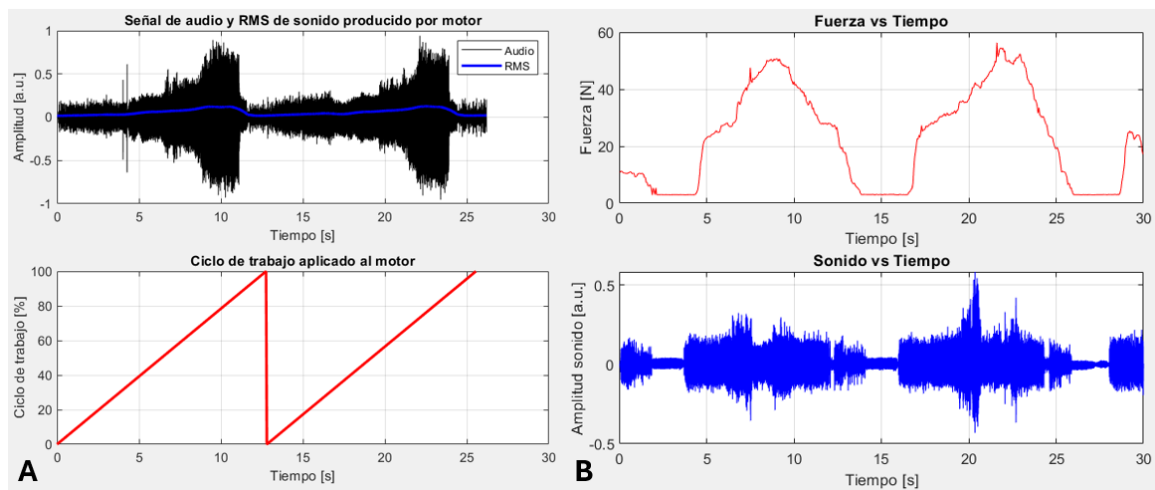 Señal de audio y RMS de sonido producido por motor
Amplitud [a.u.]
1
0.5
0
-0.5
-1
Audio
RMS
0 5 10 15 20 25 30
Tiempo [s]
Ciclo de trabajo aplicado al motor
Ciclo de trabajo [%]
100
80
60
40
20
0
0 5 10 15 20 25 30
Tiempo [s]
A
Fuerza vs Tiempo
Fuerza [N]
60
40
20
0
0 5 10 15 20 25 30
Tiempo [s]
Sonido vs Tiempo
Amplitud sonido [a.u.]
0.5
0
-0.5
0 5 10 15 20 25 30
Tiempo [s]
B